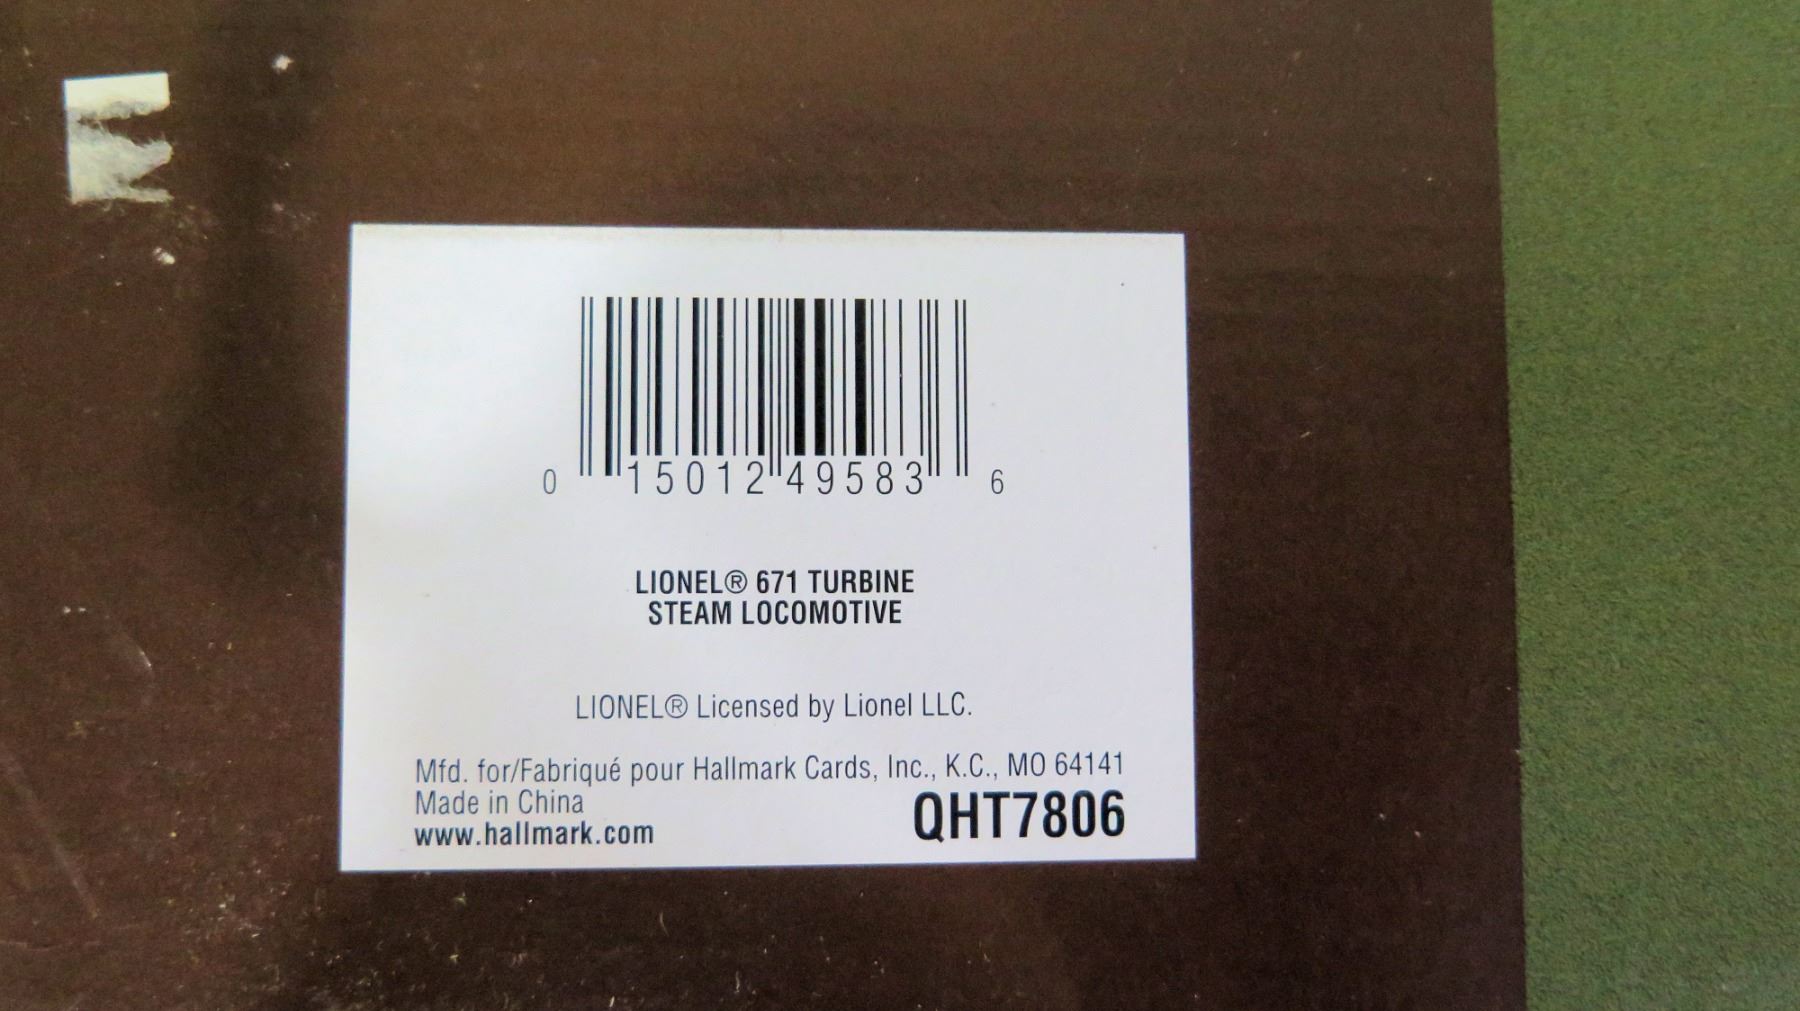 0 15012 49583 6
LIONEL® 671 TURBINE
STEAM LOCOMOTIVE
LIONEL® Licensed by Lionel LLC.
Mfd. for/Fabriqué pour Hallmark Cards, Inc., K.C., MO 64141
Made in China
www.hallmark.com
QHT7806